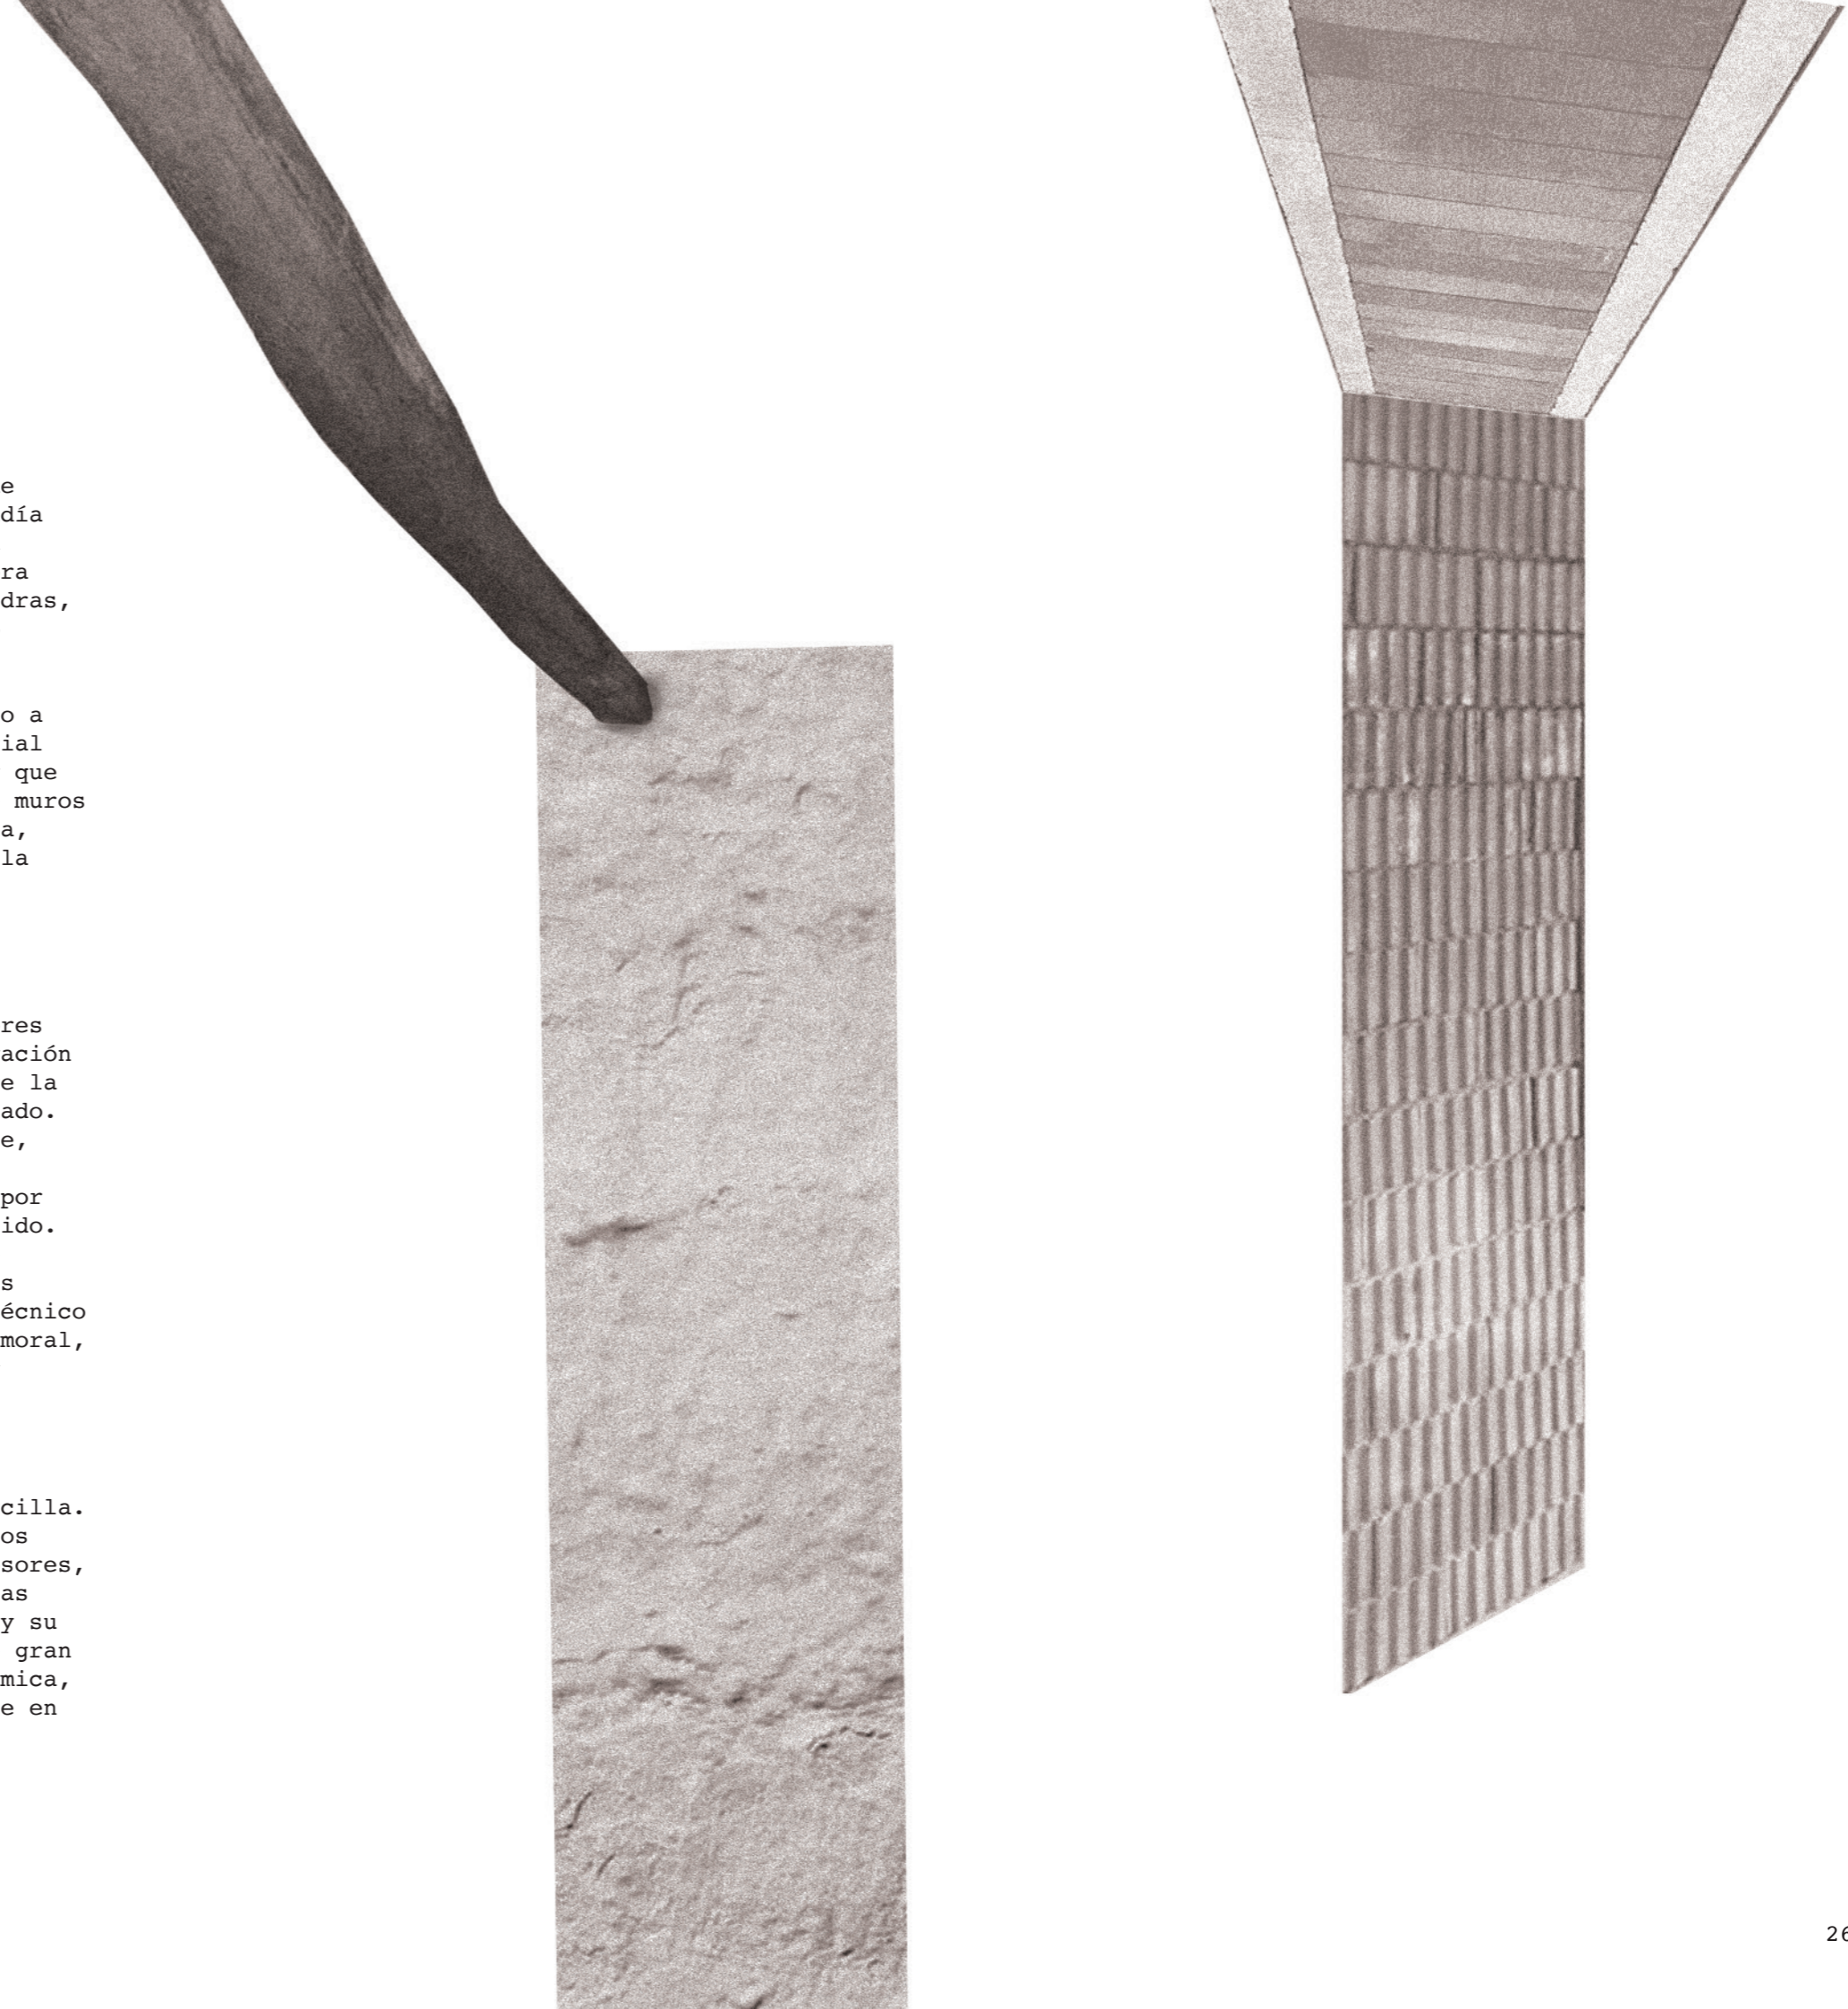 e
día
ra
dras,
o a
ial
que
muros
a,
la
res
ación
e la
ado.
e,
por
ido.
s
écnico
moral,
cilla.
os
sores,
as
y su
gran
mica,
e en
26